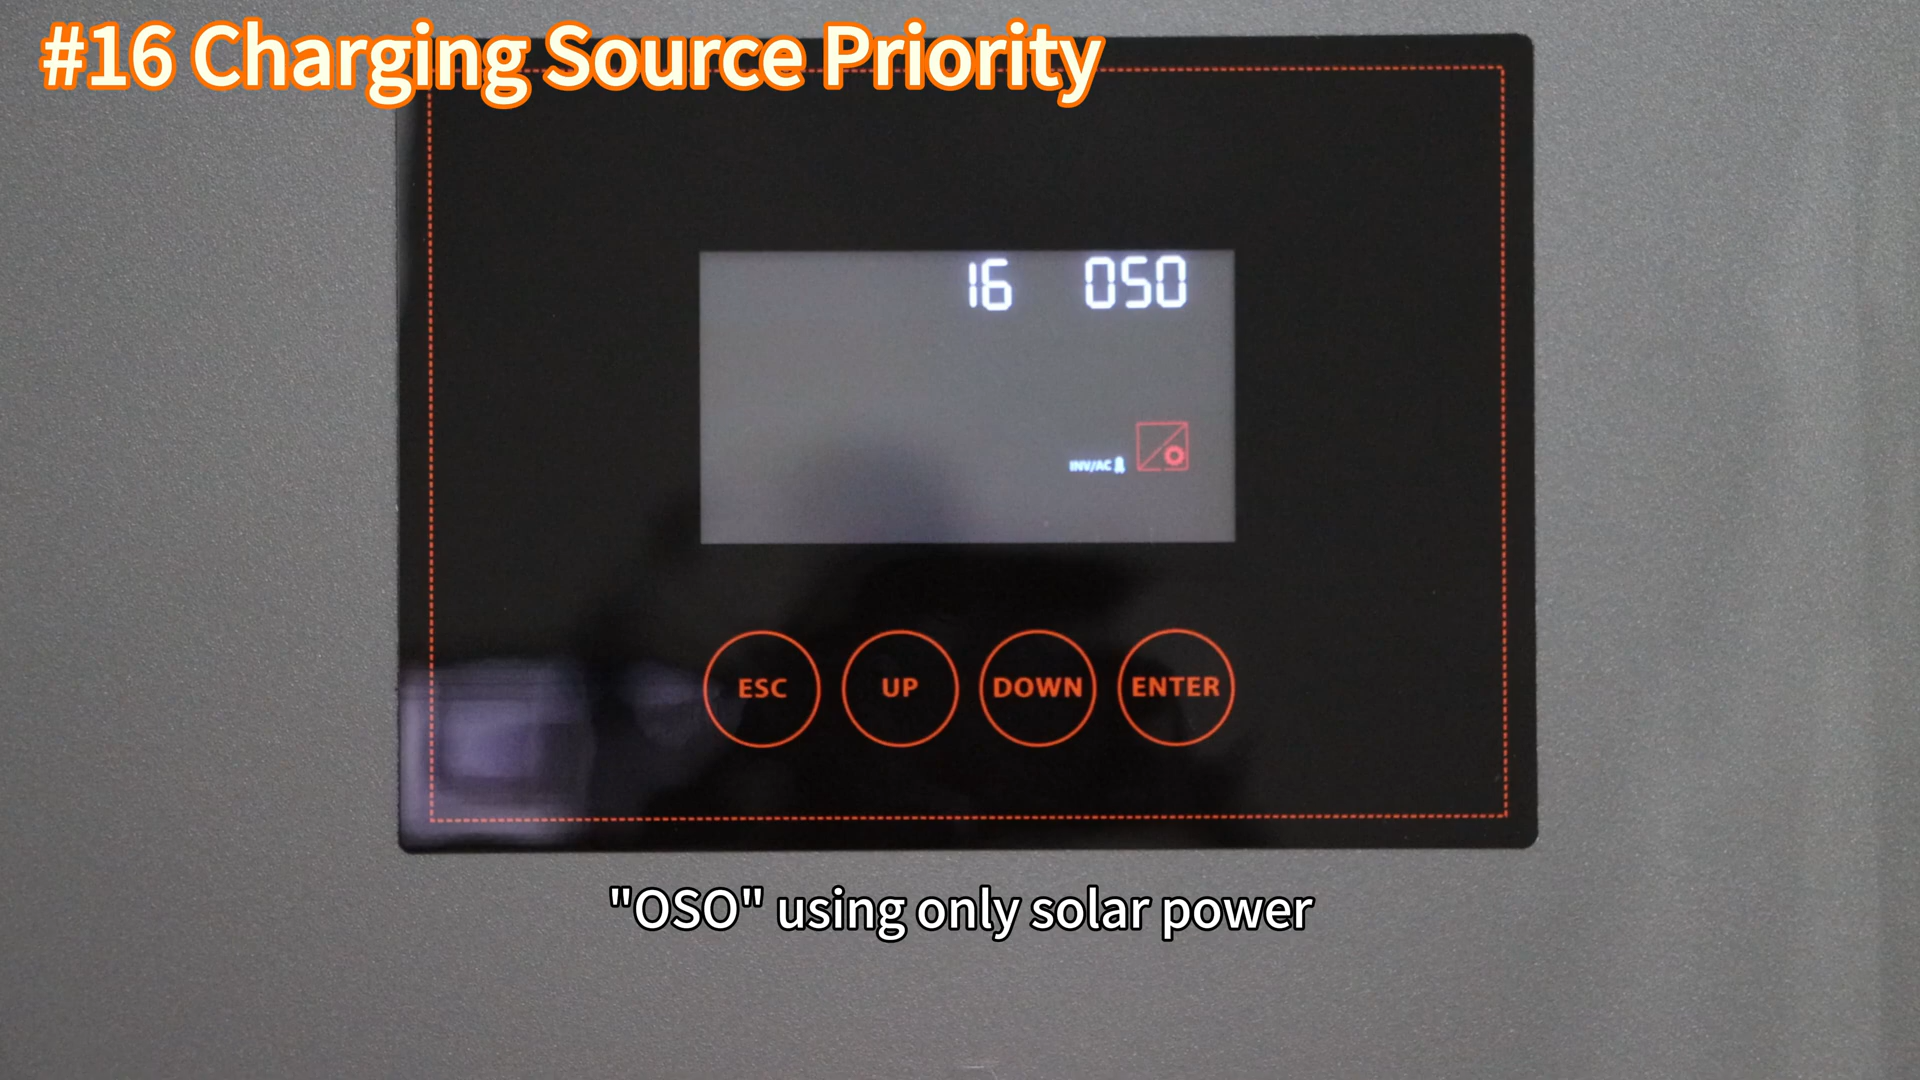 #16 Charging Source Priority
16 OSO
INV/AC
ESC UP DOWN ENTER
"OSO" using only solar power